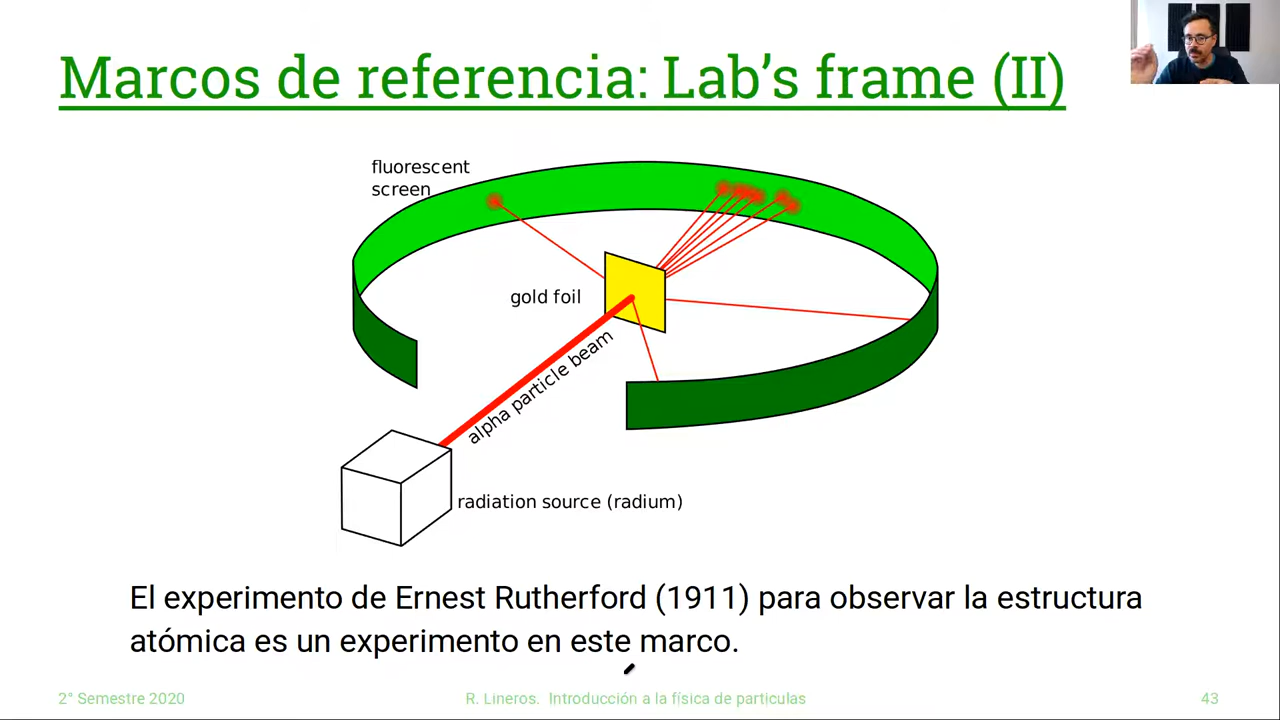 Marcos de referencia: Lab’s frame (II)
fluorescent
screen
gold foil
alpha particle beam
radiation source (radium)
El experimento de Ernest Rutherford (1911) para observar la estructura
atómica es un experimento en este marco.
2° Semestre 2020
R. Lineros. Introducción a la física de particulas
43